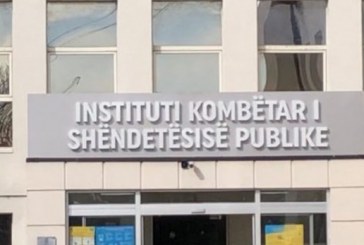 INSTITUTI KOMBËTAR I
SHËNDETËSISË PUBLIKE